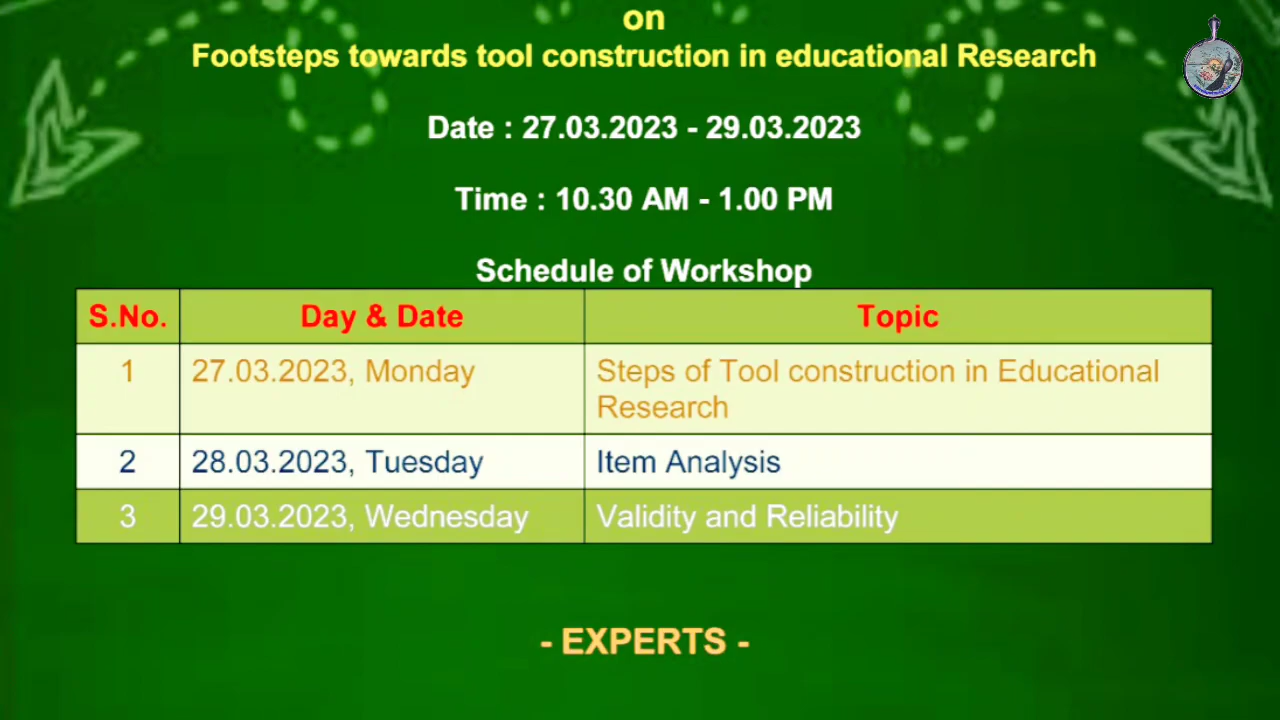 on
Footsteps towards tool construction in educational Research
Date : 27.03.2023 - 29.03.2023
Time : 10.30 AM - 1.00 PM
Schedule of Workshop
S.No. Day & Date Topic
1 27.03.2023, Monday Steps of Tool construction in Educational
Research
2 28.03.2023, Tuesday Item Analysis
3 29.03.2023, Wednesday Validity and Reliability
- EXPERTS -